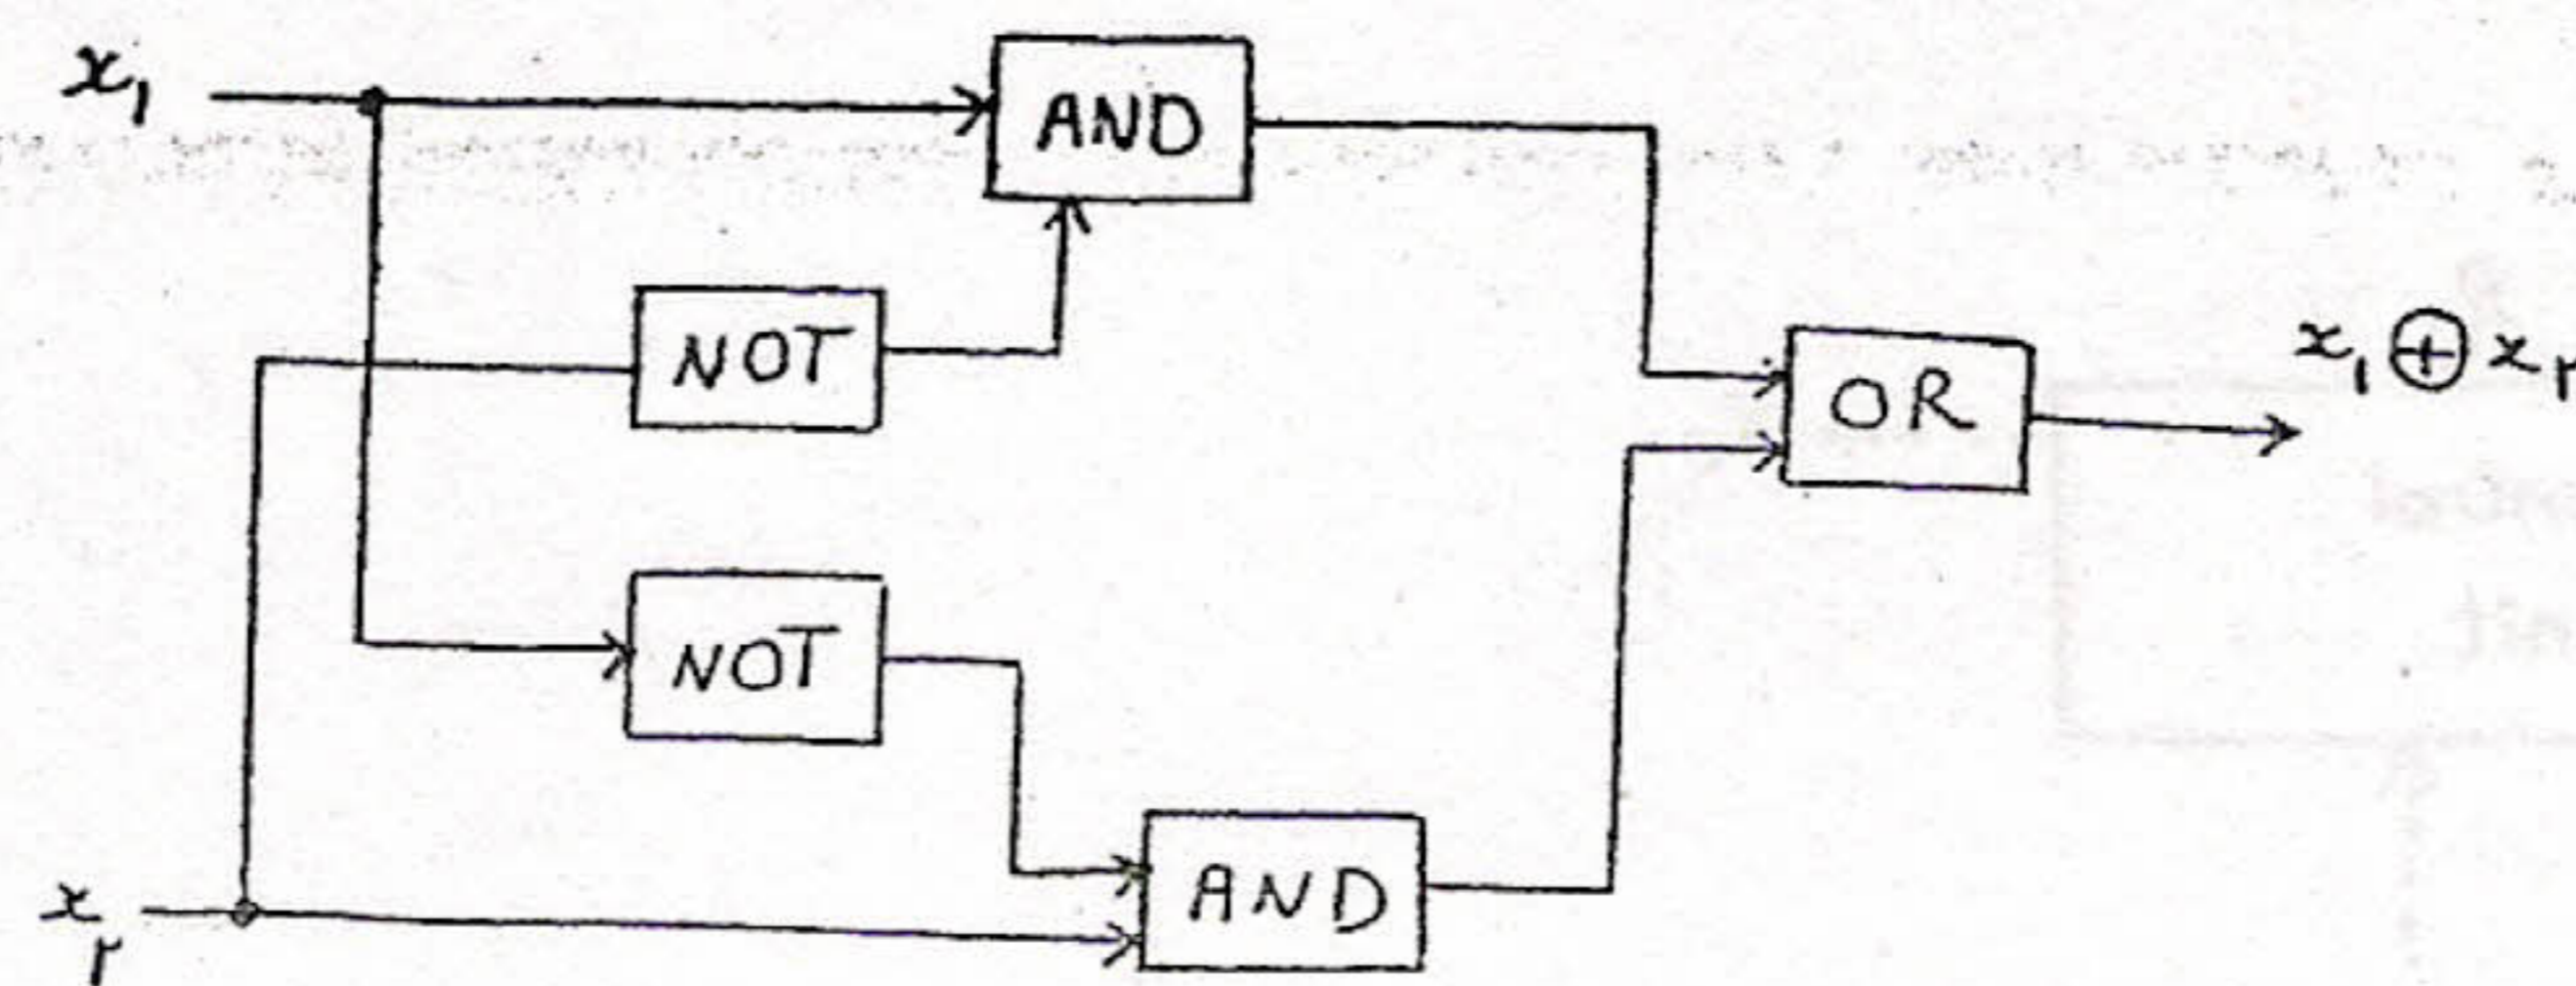 x₁
AND
NOT
OR
x₁ ⊕ xᵣ
NOT
AND
xᵣ